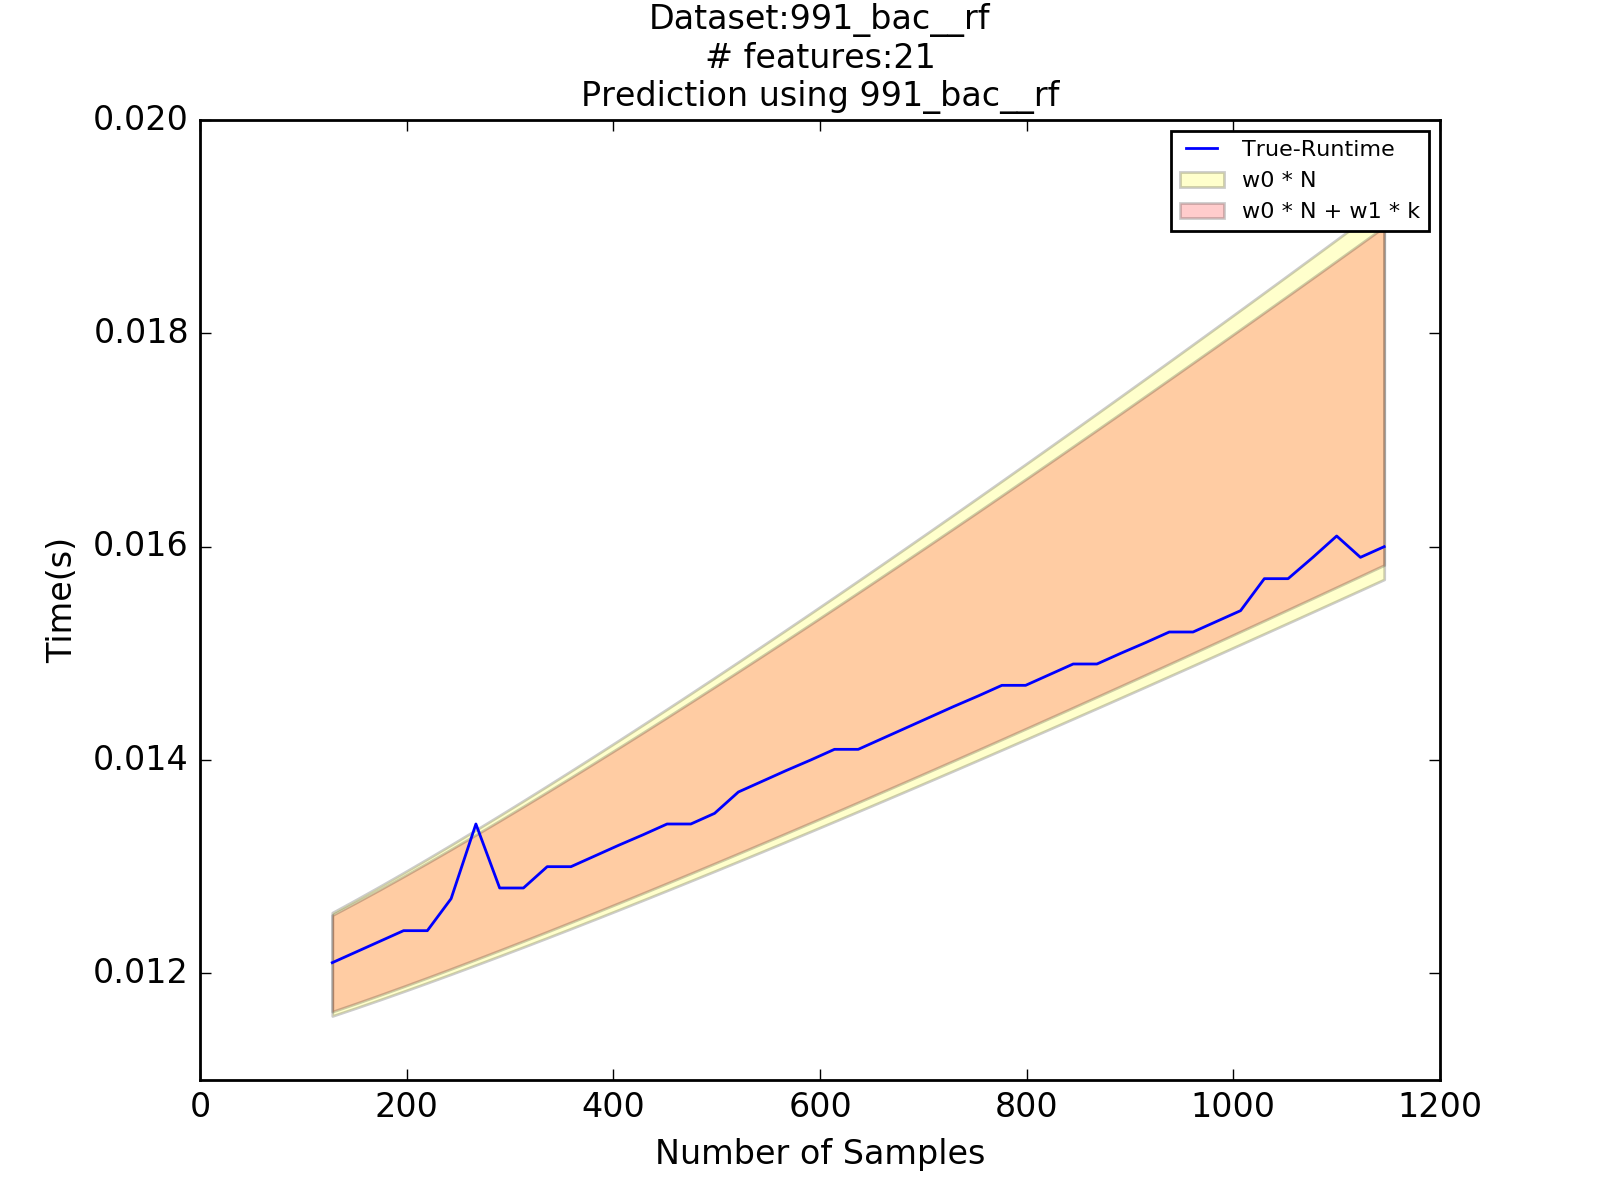 Dataset:991_bac__rf
# features:21
Prediction using 991_bac__rf
True-Runtime
w0 * N
w0 * N + w1 * k
0.020
0.018
0.016
0.014
0.012
Time(s)
0 200 400 600 800 1000 1200
Number of Samples